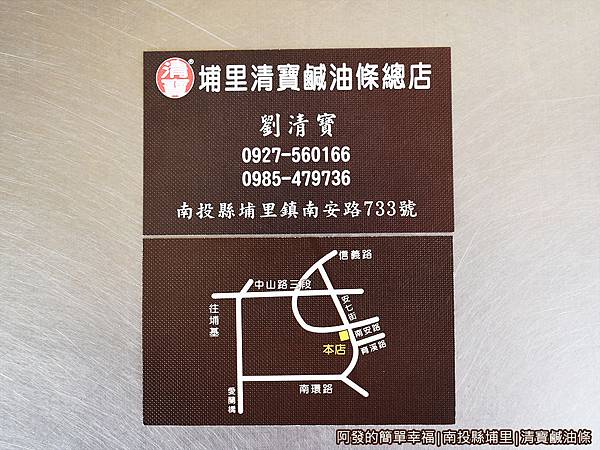 清寶®
埔里清寶鹹油條總店
劉清寶
0927-560166
0985-479736
南投縣埔里鎮南安路733號
信義路
中山路三段
往埔基
安七街
南安路
本店
育溪路
南環路
愛蘭橋
阿發的簡單幸福|南投縣埔里|清寶鹹油條